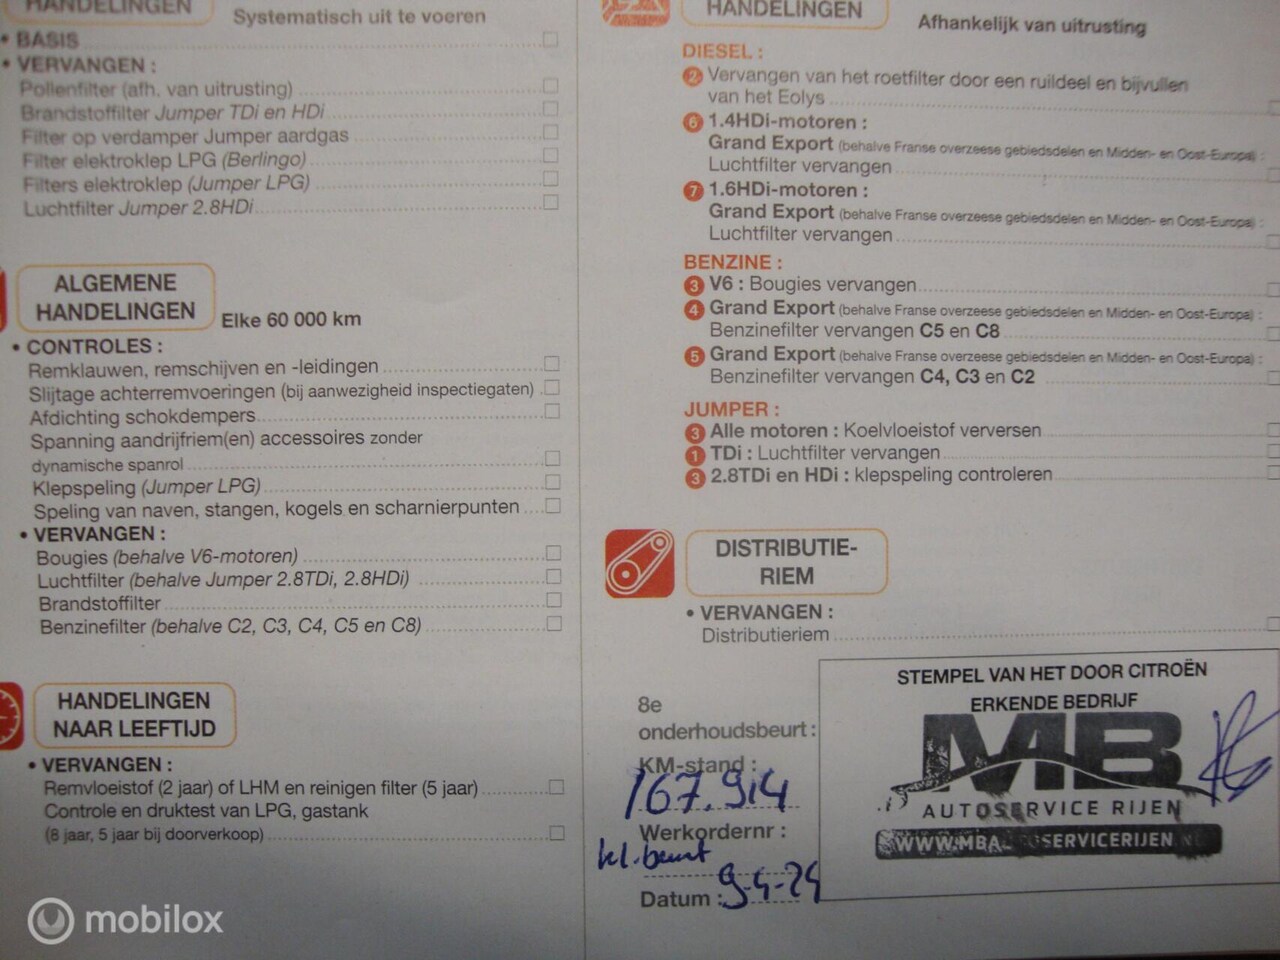 HANDELINGEN
Systematisch uit te voeren
• BASIS
• VERVANGEN :
Pollenfilter (afh. van uitrusting)
Brandstoffilter Jumper TDi en HDi
Filter op verdamper Jumper aardgas
Filter elektroklep LPG (Berlingo)
Filters elektroklep (Jumper LPG)
Luchtfilter Jumper 2.8HDi
ALGEMENE
HANDELINGEN
Elke 60 000 km
• CONTROLES :
Remklauwen, remschijven en -leidingen
Slijtage achterremvoeringen (bij aanwezigheid inspectiegaten)
Afdichting schokdempers
Spanning aandrijfriem(en) accessoires zonder
dynamische spanrol
Klepspeling (Jumper LPG)
Speling van naven, stangen, kogels en scharnierpunten
• VERVANGEN :
Bougies (behalve V6-motoren)
Luchtfilter (behalve Jumper 2.8TDi, 2.8HDi)
Brandstoffilter
Benzinefilter (behalve C2, C3, C4, C5 en C8)
HANDELINGEN
NAAR LEEFTIJD
• VERVANGEN :
Remvloeistof (2 jaar) of LHM en reinigen filter (5 jaar)
Controle en druktest van LPG, gastank
(8 jaar, 5 jaar bij doorverkoop)
HANDELINGEN
Afhankelijk van uitrusting
DIESEL :
2 Vervangen van het roetfilter door een ruildeel en bijvullen
van het Eolys
6 1.4HDi-motoren :
Grand Export (behalve Franse overzeese gebiedsdelen en Midden- en Oost-Europa) :
Luchtfilter vervangen
7 1.6HDi-motoren :
Grand Export (behalve Franse overzeese gebiedsdelen en Midden- en Oost-Europa) :
Luchtfilter vervangen
BENZINE :
3 V6 : Bougies vervangen
4 Grand Export (behalve Franse overzeese gebiedsdelen en Midden- en Oost-Europa) :
Benzinefilter vervangen C5 en C8
5 Grand Export (behalve Franse overzeese gebiedsdelen en Midden- en Oost-Europa) :
Benzinefilter vervangen C4, C3 en C2
JUMPER :
3 Alle motoren : Koelvloeistof verversen
1 TDi : Luchtfilter vervangen
3 2.8TDi en HDi : klepspeling controleren
DISTRIBUTIE-
RIEM
• VERVANGEN :
Distributieriem
8e
onderhoudsbeurt :
KM-stand :
167.914
Werkordernr :
kl. beurt
Datum : 9-4-24
STEMPEL VAN HET DOOR CITROËN
ERKENDE BEDRIJF
MB
AUTOSERVICE RIJEN
WWW.MBAUTOSERVICERIJEN.NL
mobilox